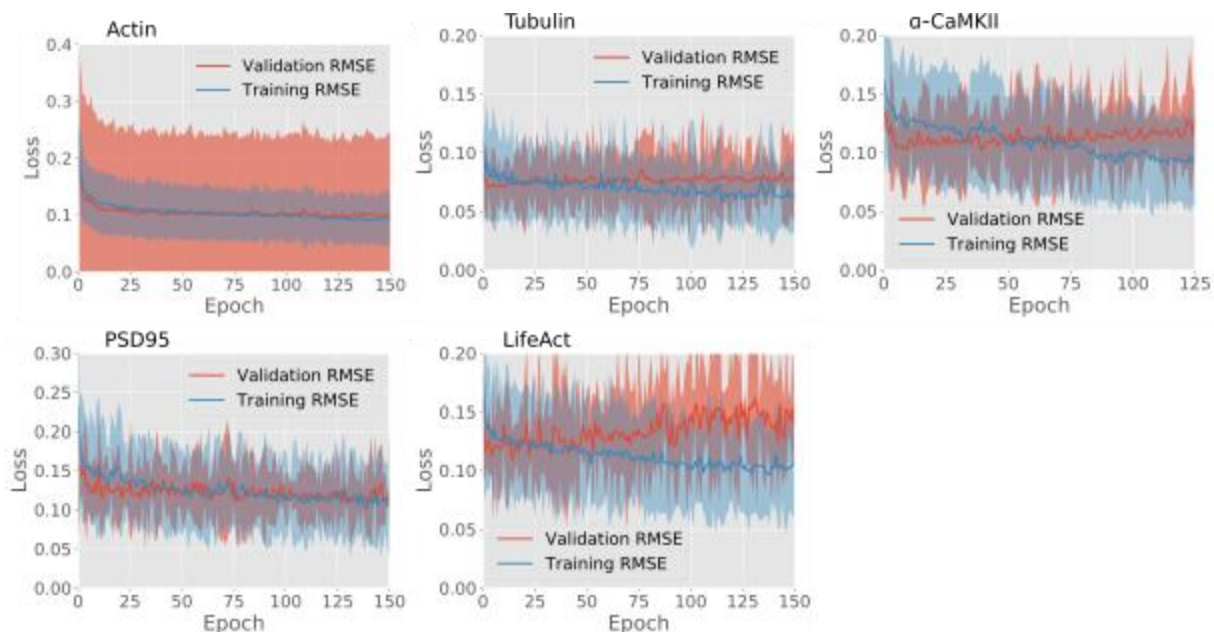 Actin
0.4
0.3
0.2
0.1
0.0
Loss
Validation RMSE
Training RMSE
0 25 50 75 100 125 150
Epoch
Tubulin
0.20
0.15
0.10
0.05
0.00
Loss
Validation RMSE
Training RMSE
0 25 50 75 100 125 150
Epoch
α-CaMKII
0.20
0.15
0.10
0.05
0.00
Loss
Validation RMSE
Training RMSE
0 25 50 75 100 125
Epoch
PSD95
0.30
0.25
0.20
0.15
0.10
0.05
0.00
Loss
Validation RMSE
Training RMSE
0 25 50 75 100 125 150
Epoch
LifeAct
0.20
0.15
0.10
0.05
0.00
Loss
Validation RMSE
Training RMSE
0 25 50 75 100 125 150
Epoch